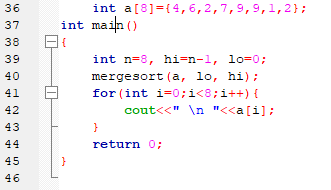 36 int a[8]={4,6,2,7,9,9,1,2};
37 int main()
38 {
39 int n=8, hi=n-1, lo=0;
40 mergesort(a, lo, hi);
41 for(int i=0;i<8;i++){
42 cout<<" \n "<<a[i];
43 }
44 return 0;
45 }
46